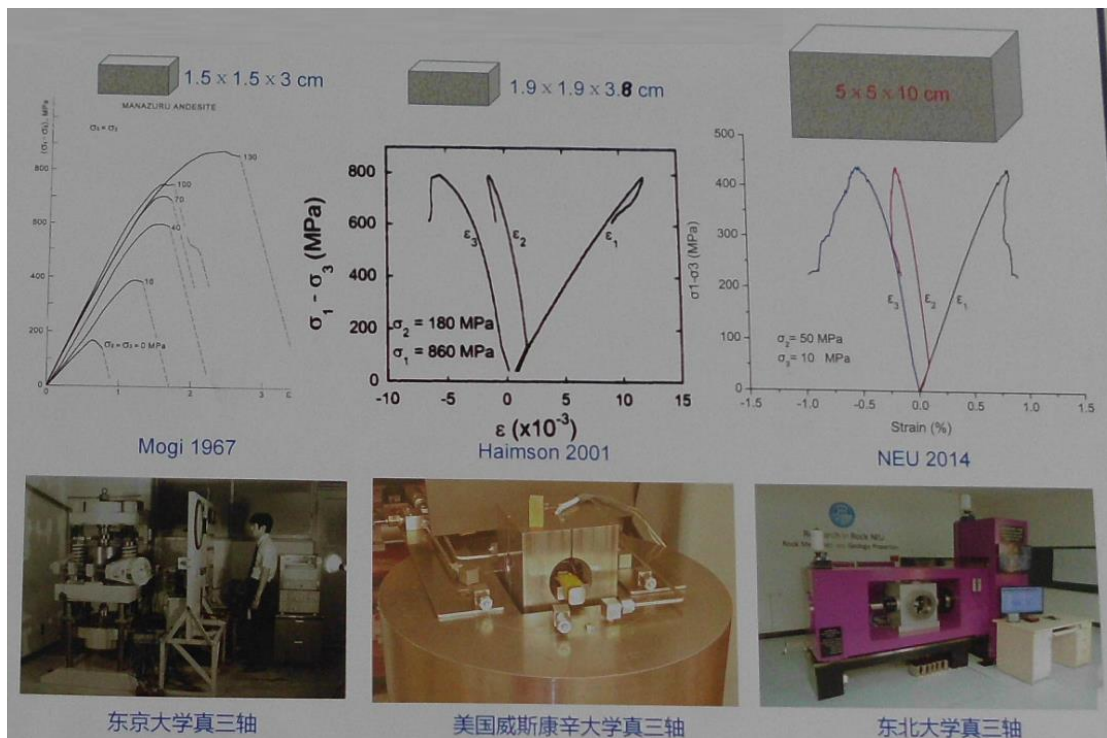 1.5 x 1.5 x 3 cm
MANAZURU ANDESITE
800
600
400
200
0
0
1
2
3
130
100
70
40
10
σ₂ = σ₃ = 0 MPa
Mogi 1967
1.9 x 1.9 x 3.8 cm
σ₁ - σ₃ (MPa)
800
600
400
200
0
ε₃
ε₂
ε₁
σ₂ = 180 MPa
σ₁ = 860 MPa
-10
-5
0
5
10
15
ε (x10⁻³)
Haimson 2001
5 x 5 x 10 cm
σ1-σ3 (MPa)
500
400
300
200
100
0
ε₃
ε₂
ε₁
σ₂= 50 MPa
σ₃= 10 MPa
-1.5
-1.0
-0.5
0.0
0.5
1.0
1.5
Strain (%)
NEU 2014
东京大学真三轴
美国威斯康辛大学真三轴
东北大学真三轴